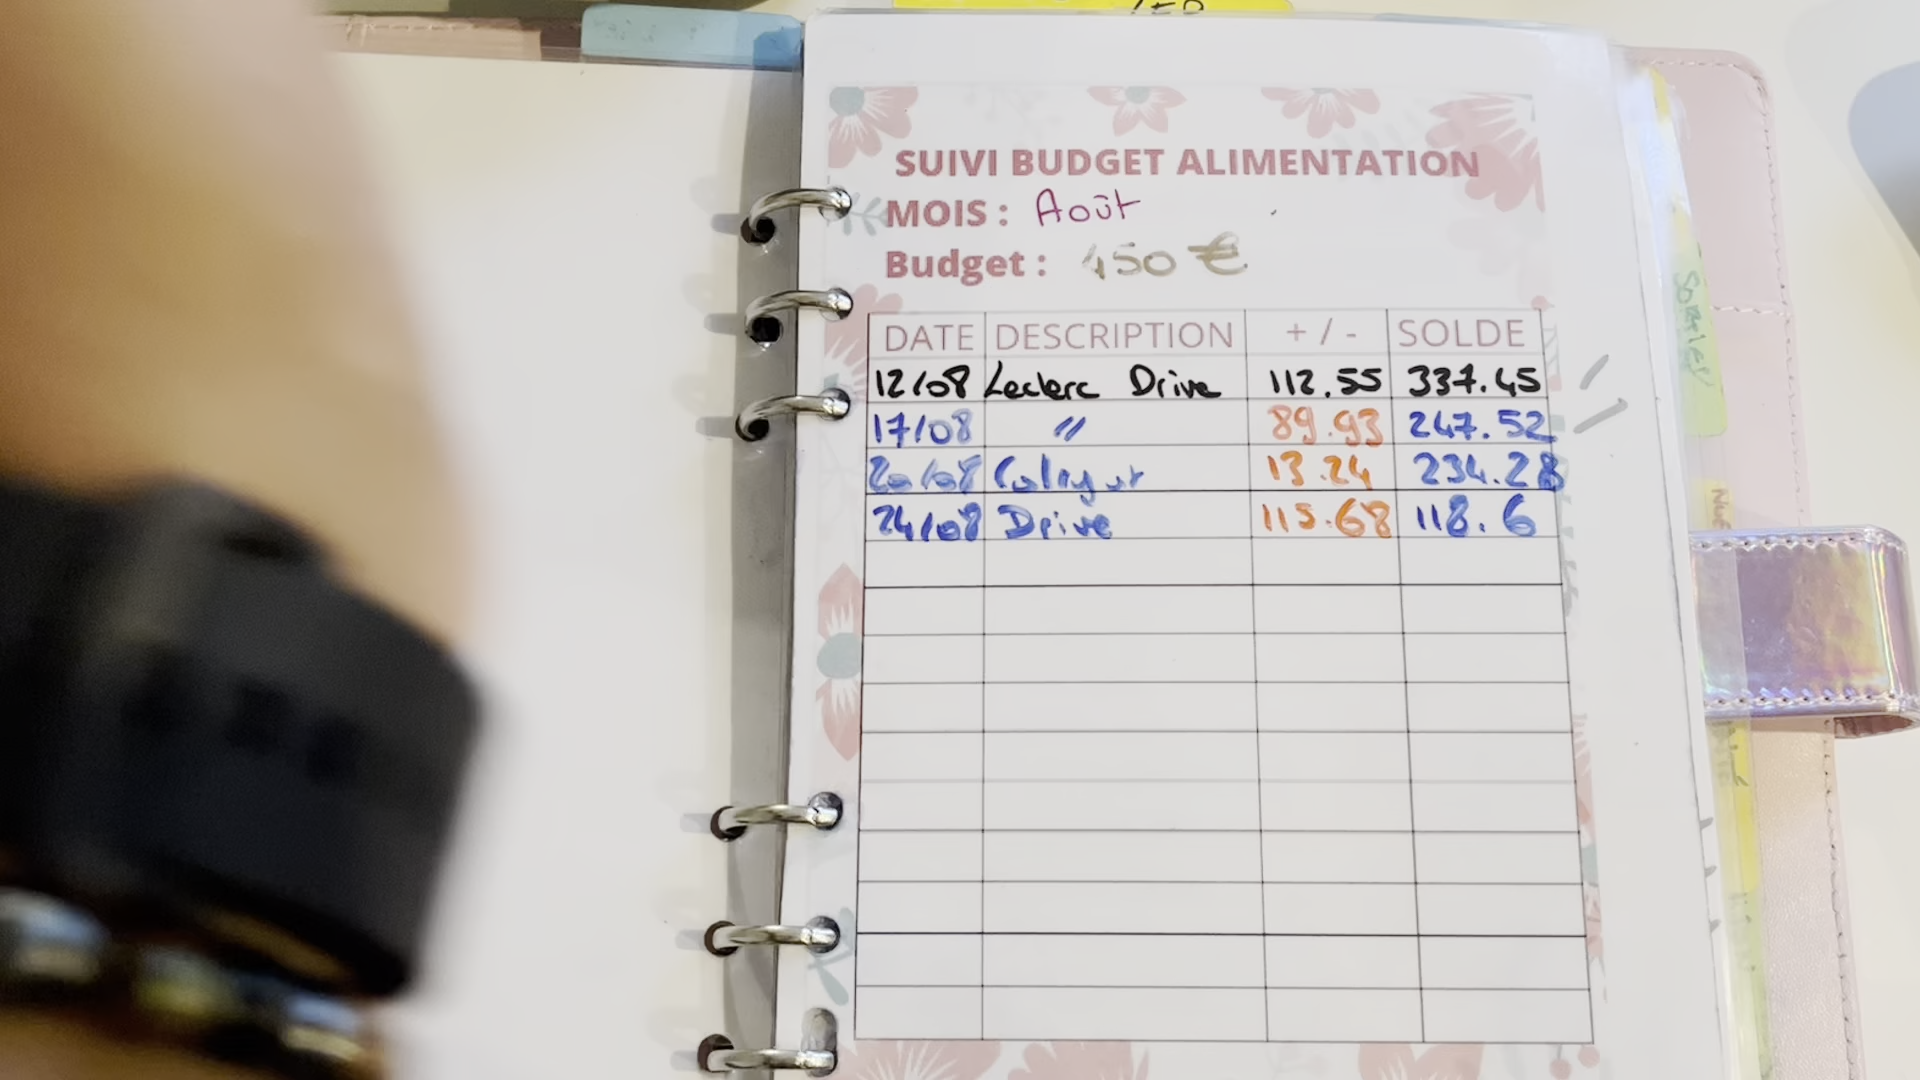 SUIVI BUDGET ALIMENTATION
MOIS : Août
Budget : 450 €
DATE DESCRIPTION + / - SOLDE
12/08 Leclerc Drive 112.55 337.45
17/08 〃 89.93 247.52
20/08 13.24 234.28
24/08 Drive 115.68 118.6